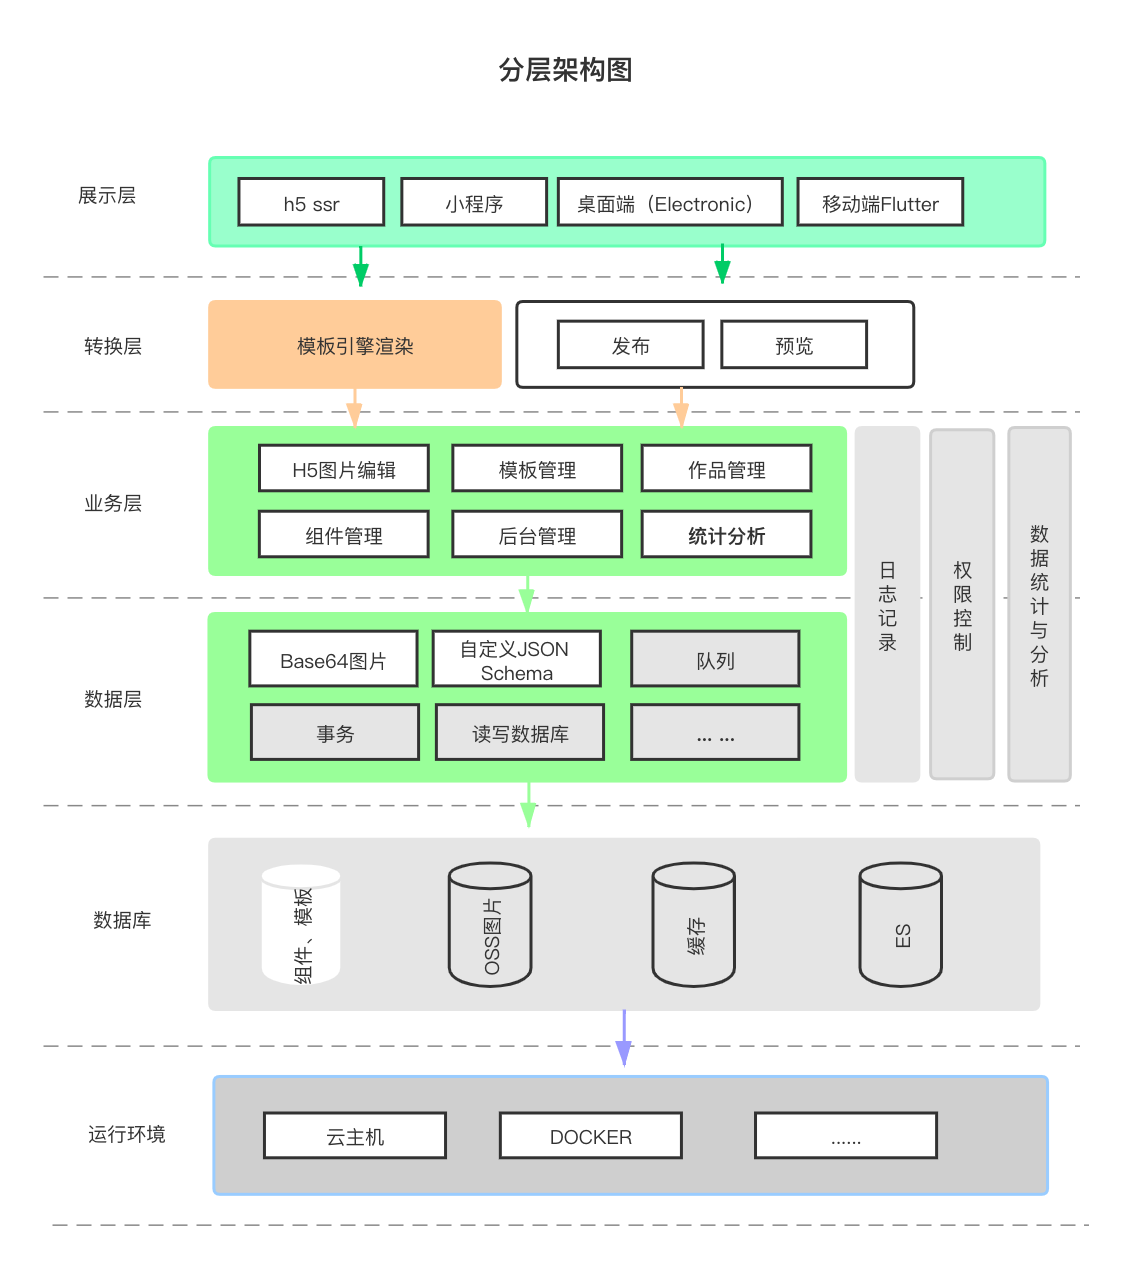 分层架构图
展示层
h5 ssr
小程序
桌面端（Electronic）
移动端Flutter
转换层
模板引擎渲染
发布
预览
业务层
H5图片编辑
模板管理
作品管理
组件管理
后台管理
统计分析
日志记录
权限控制
数据统计与分析
数据层
Base64图片
自定义JSON
Schema
队列
事务
读写数据库
... ...
数据库
组件、模板
OSS图片
缓存
ES
运行环境
云主机
DOCKER
......